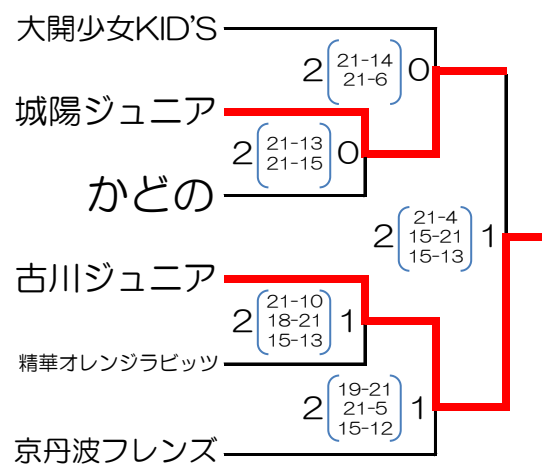 大開少女KID'S
2 21-14 0
21-6
城陽ジュニア
2 21-13 0
21-15
かどの
2 21-4 1
15-21
15-13
古川ジュニア
2 21-10 1
18-21
15-13
精華オレンジラビッツ
2 19-21 1
21-5
15-12
京丹波フレンズ